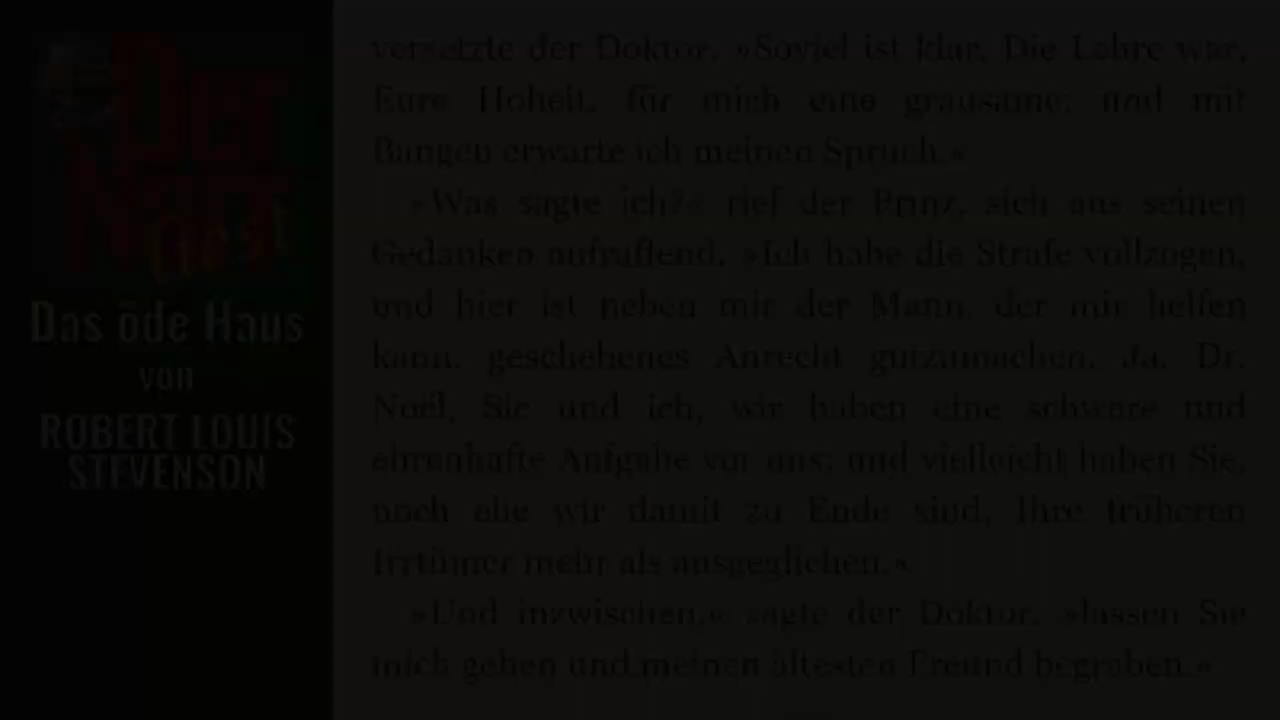 Der
Gast
Das öde Haus
von
ROBERT LOUIS
STEVENSON
versetzte der Doktor. »Soviel ist klar. Die Lehre war,
Eure Hoheit, für mich eine grausame; und mit
Bangen erwarte ich meinen Spruch.«
»Was sagte ich?« rief der Prinz, sich aus seinen
Gedanken aufraffend. »Ich habe die Strafe vollzogen,
und hier ist neben mir der Mann, der mir helfen
kann, geschehenes Unrecht gutzumachen. Ja, Dr.
Noël, Sie und ich, wir haben eine schwere und
ehrenhafte Aufgabe vor uns; und vielleicht haben Sie,
noch ehe wir damit zu Ende sind, Ihre früheren
Irrtümer mehr als ausgeglichen.«
»Und inzwischen,« sagte der Doktor, »lassen Sie
mich gehen und meinen ältesten Freund begraben.«